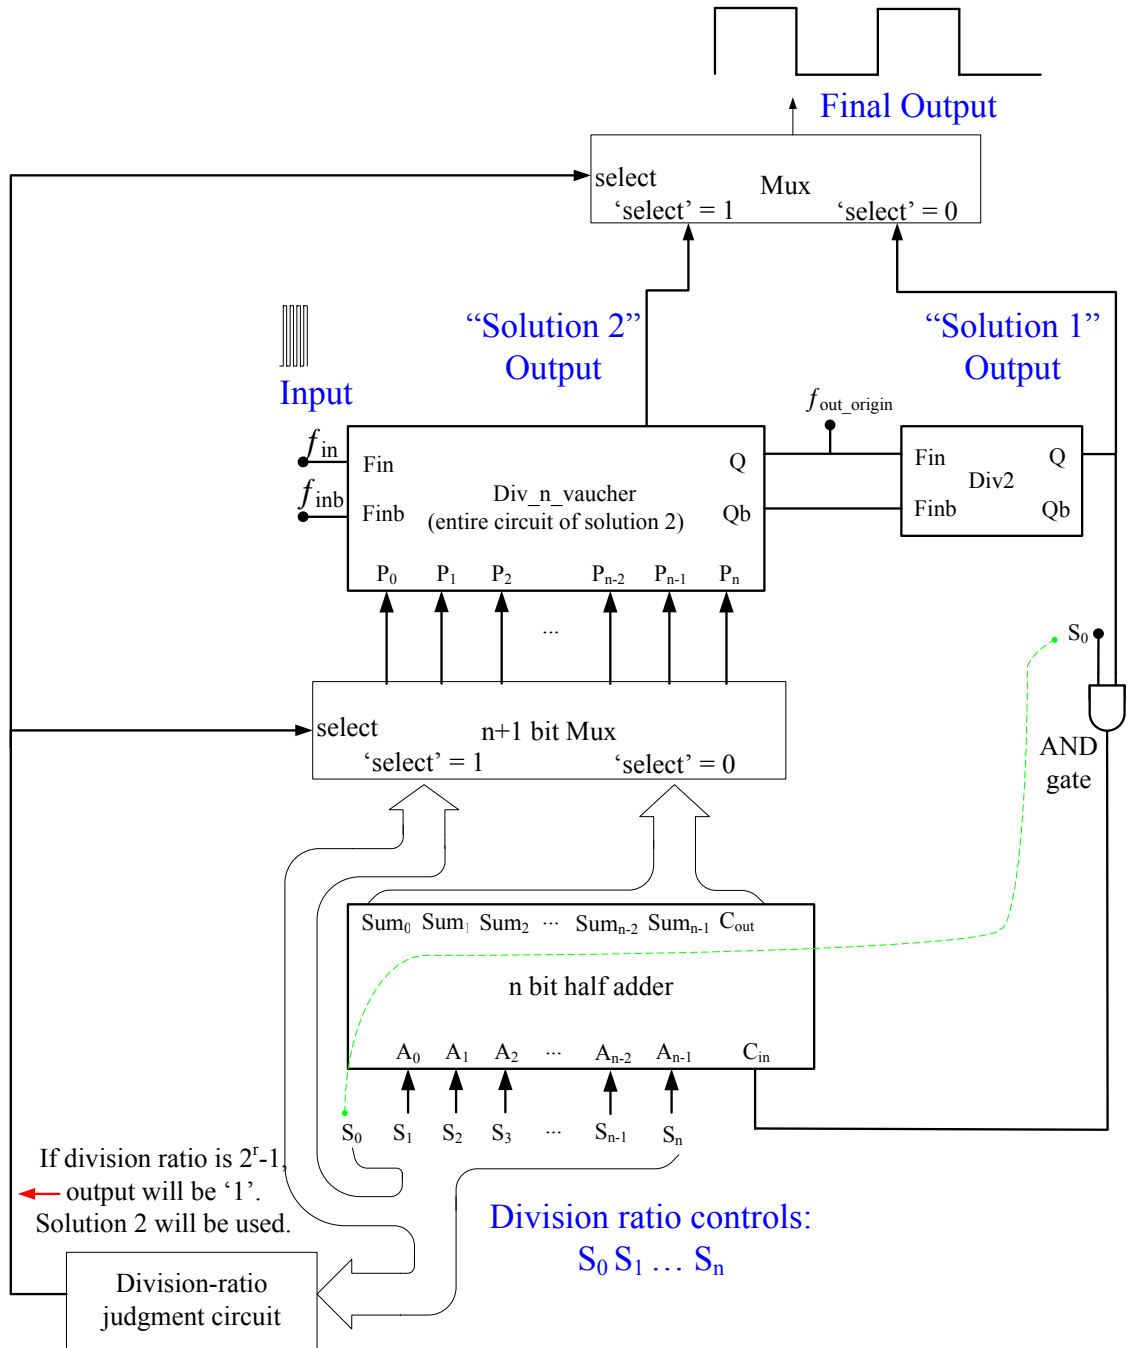 Final Output
select
Mux
‘select’ = 1
‘select’ = 0
“Solution 2”
Output
“Solution 1”
Output
Input
f out_origin
f in
f inb
Fin
Finb
Q
Qb
Div_n_vaucher
(entire circuit of solution 2)
P0 P1 P2 Pn-2 Pn-1 Pn
Fin
Finb
Div2
Q
Qb
...
S0
AND
gate
select
n+1 bit Mux
‘select’ = 1
‘select’ = 0
Sum0 Sum1 Sum2 ... Sumn-2 Sumn-1 Cout
n bit half adder
A0 A1 A2 ... An-2 An-1 Cin
S0 S1 S2 S3 ... Sn-1 Sn
If division ratio is 2^r-1,
output will be ‘1’.
Solution 2 will be used.
Division ratio controls:
S0 S1 … Sn
Division-ratio
judgment circuit